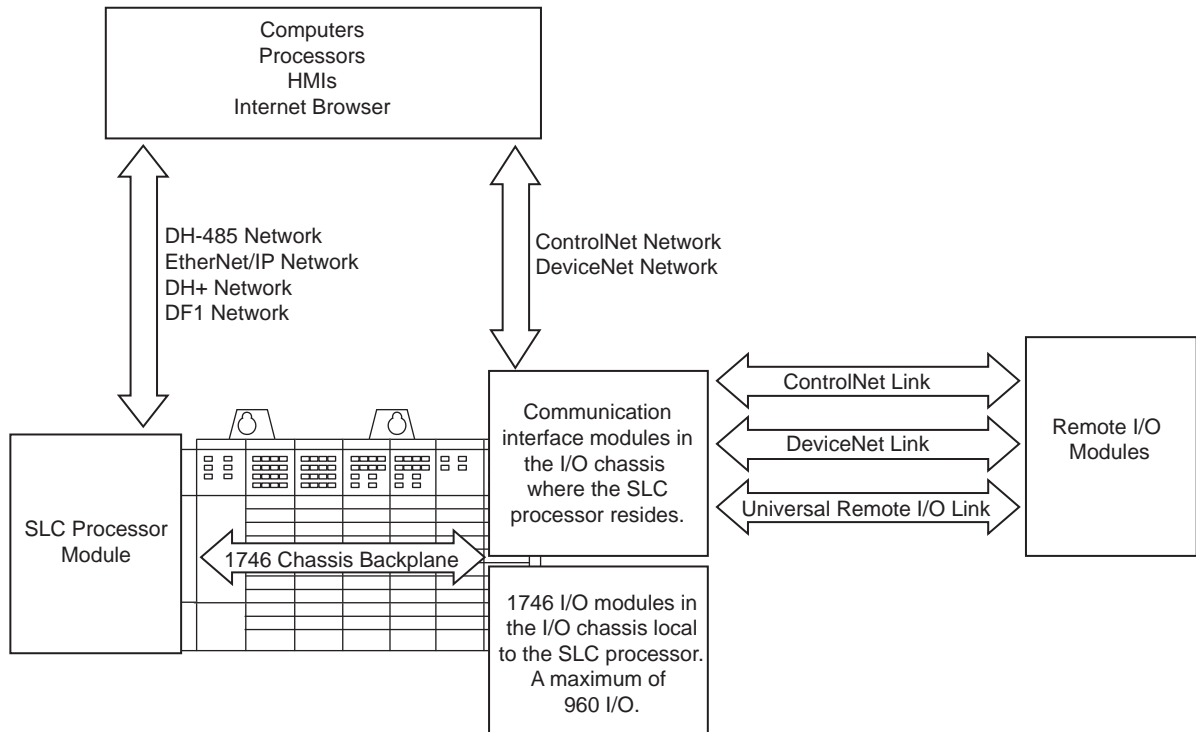 Computers
Processors
HMIs
Internet Browser
DH-485 Network
EtherNet/IP Network
DH+ Network
DF1 Network
ControlNet Network
DeviceNet Network
SLC Processor
Module
1746 Chassis Backplane
Communication
interface modules in
the I/O chassis
where the SLC
processor resides.
1746 I/O modules in
the I/O chassis local
to the SLC processor.
A maximum of
960 I/O.
ControlNet Link
DeviceNet Link
Universal Remote I/O Link
Remote I/O
Modules